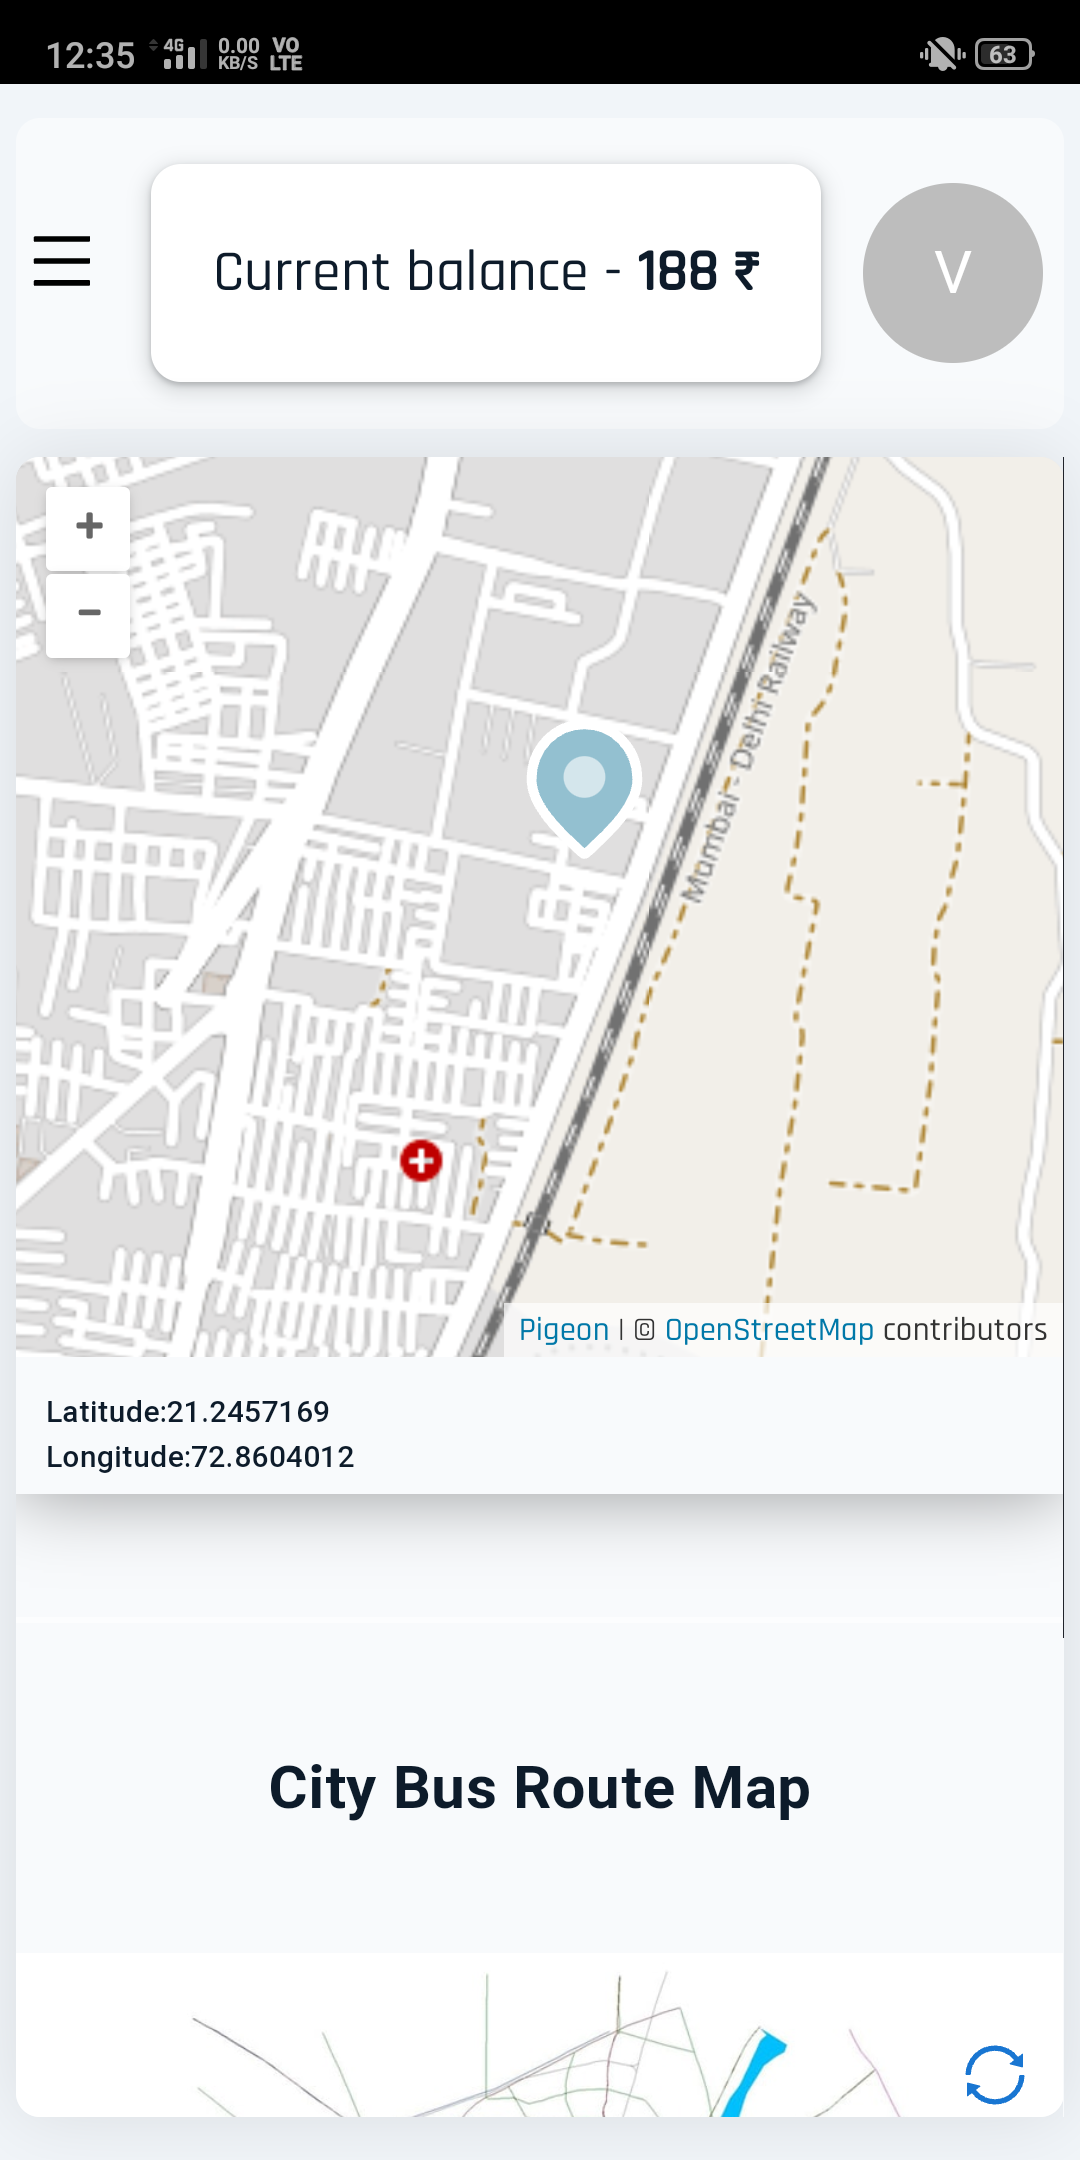 12:35 4G 0.00 KB/S VO LTE 63
Current balance - 188 ₹
V
+
−
Mumbai - Delhi Railway
Pigeon | © OpenStreetMap contributors
Latitude:21.2457169
Longitude:72.8604012
City Bus Route Map